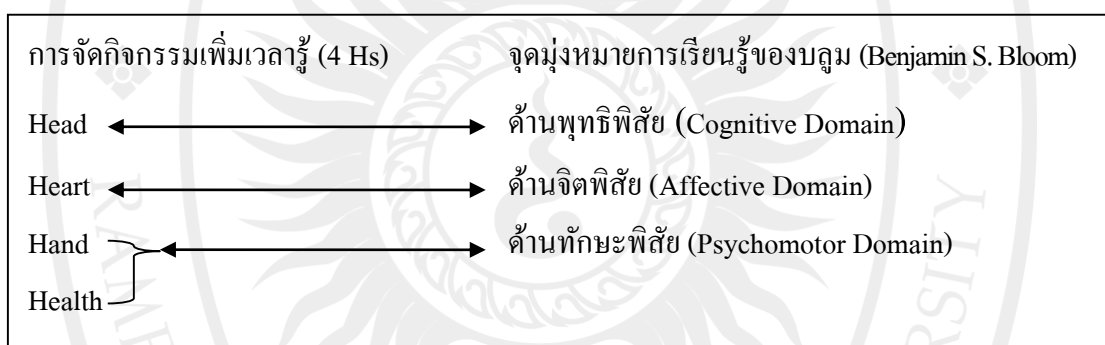 การจัดกิจกรรมเพิ่มเวลารู้ (4 Hs) จุดมุ่งหมายการเรียนรู้ของบลูม (Benjamin S. Bloom)
Head ด้านพุทธิพิสัย (Cognitive Domain)
Heart ด้านจิตพิสัย (Affective Domain)
Hand ด้านทักษะพิสัย (Psychomotor Domain)
Health